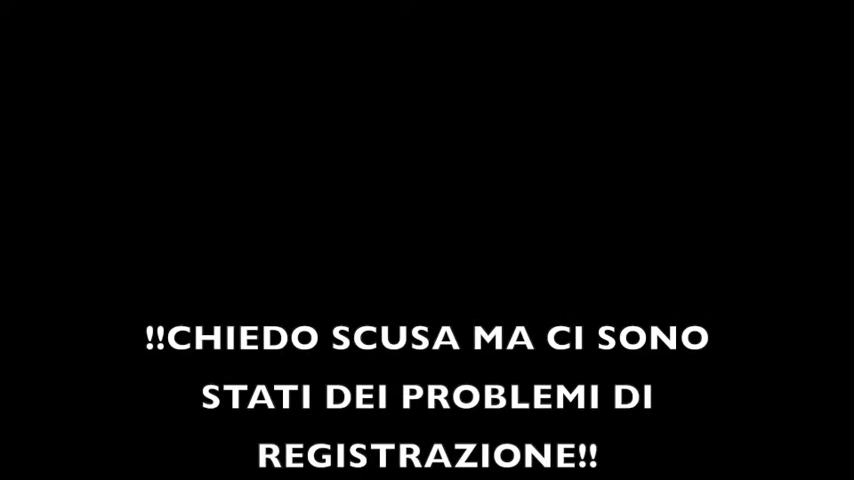 !!CHIEDO SCUSA MA CI SONO
STATI DEI PROBLEMI DI
REGISTRAZIONE!!